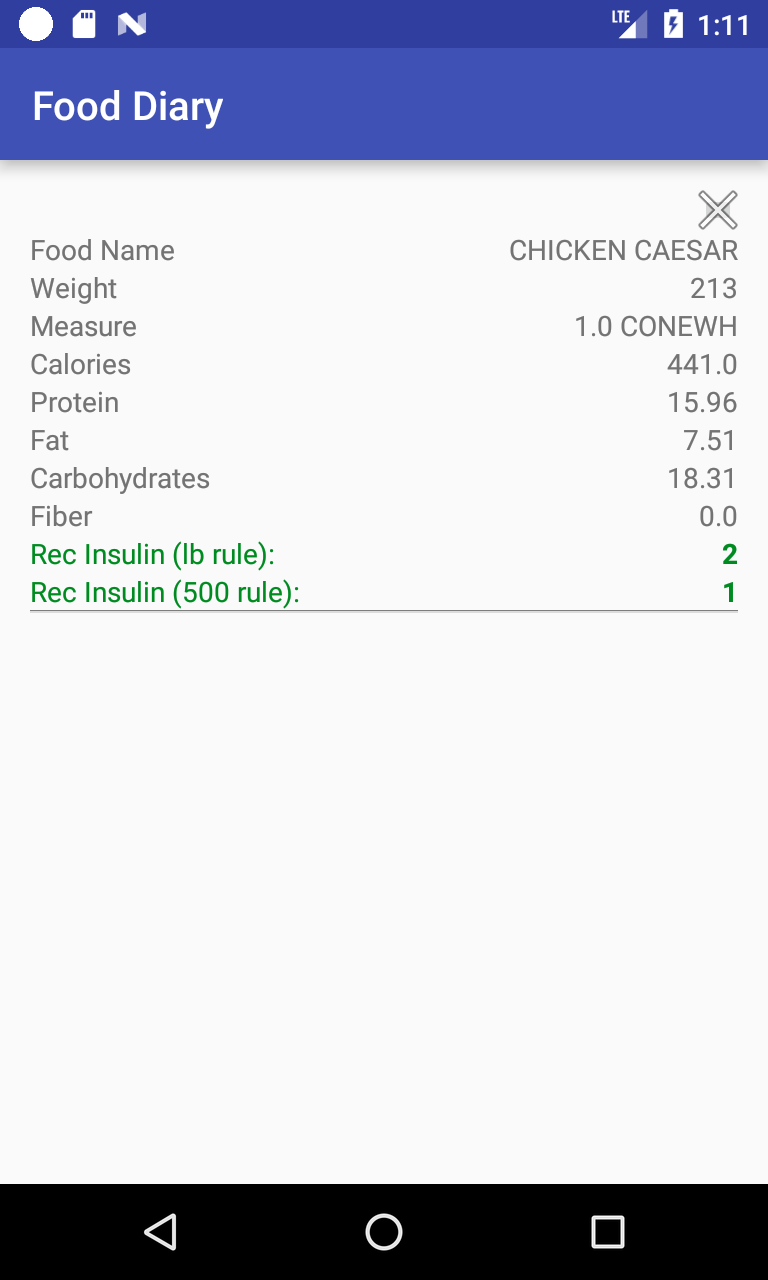 LTE 1:11
Food Diary
Food Name CHICKEN CAESAR
Weight 213
Measure 1.0 CONEWH
Calories 441.0
Protein 15.96
Fat 7.51
Carbohydrates 18.31
Fiber 0.0
Rec Insulin (lb rule): 2
Rec Insulin (500 rule): 1